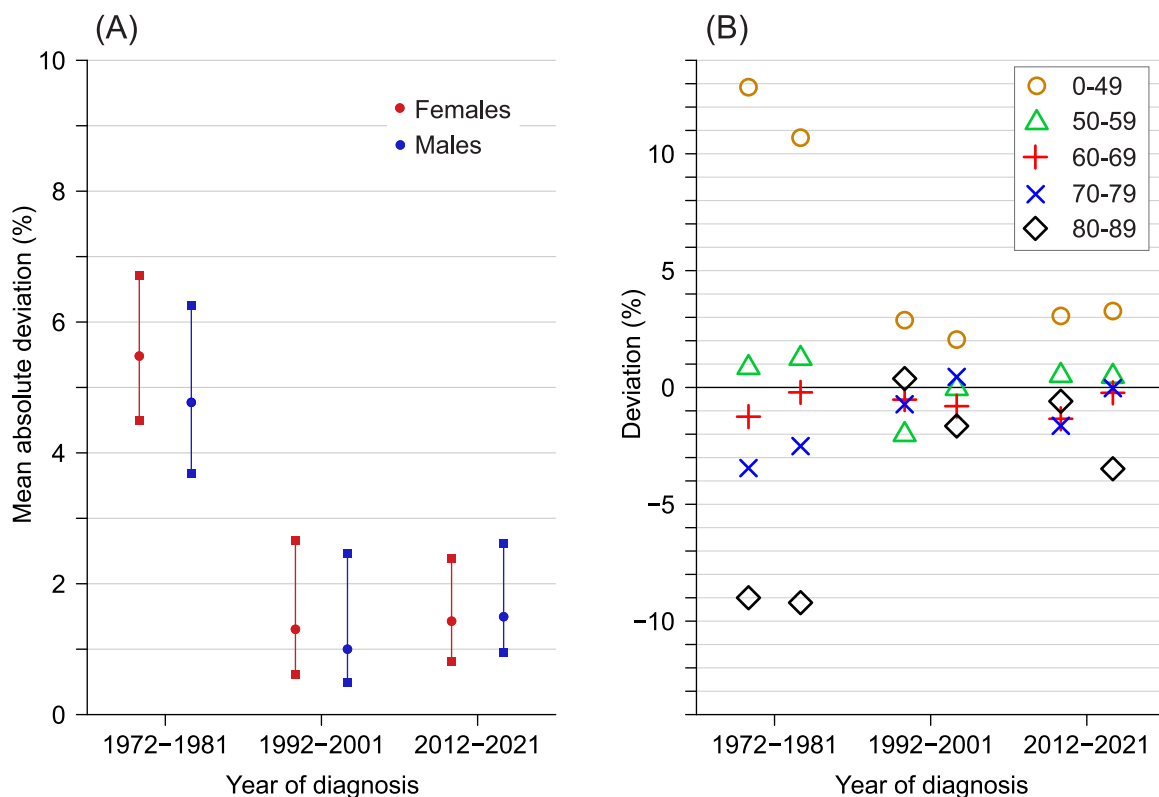 (A)
Mean absolute deviation (%)
10
8
6
4
2
0
Females
Males
1972−1981
1992−2001
2012−2021
Year of diagnosis
(B)
Deviation (%)
10
5
0
−5
−10
0-49
50-59
60-69
70-79
80-89
1972−1981
1992−2001
2012−2021
Year of diagnosis